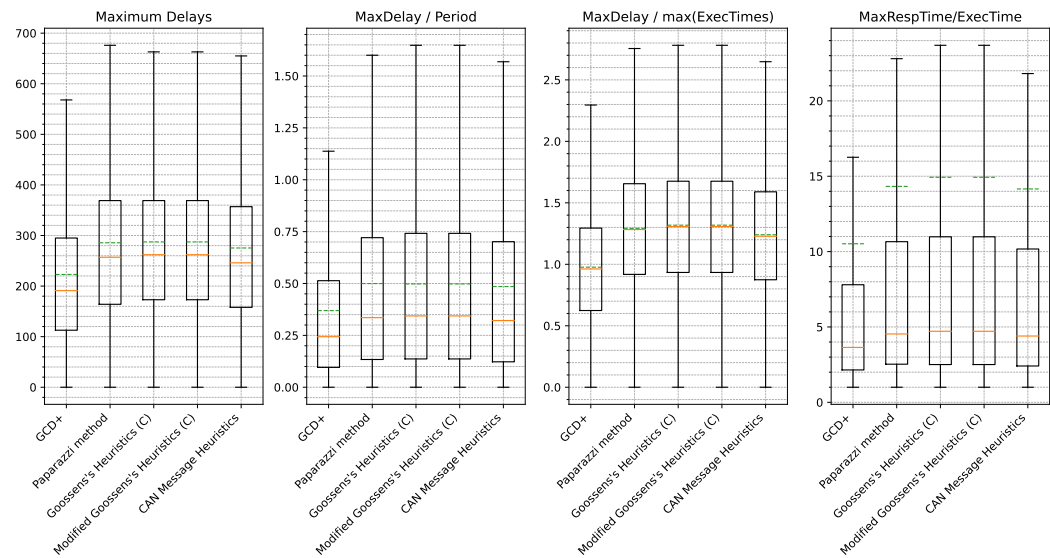 Maximum Delays
700
600
500
400
300
200
100
0
GCD+
Paparazzi method
Goossens's Heuristics (C)
Modified Goossens's Heuristics (C)
CAN Message Heuristics
MaxDelay / Period
1.50
1.25
1.00
0.75
0.50
0.25
0.00
GCD+
Paparazzi method
Goossens's Heuristics (C)
Modified Goossens's Heuristics (C)
CAN Message Heuristics
MaxDelay / max(ExecTimes)
2.5
2.0
1.5
1.0
0.5
0.0
GCD+
Paparazzi method
Goossens's Heuristics (C)
Modified Goossens's Heuristics (C)
CAN Message Heuristics
MaxRespTime/ExecTime
20
15
10
5
0
GCD+
Paparazzi method
Goossens's Heuristics (C)
Modified Goossens's Heuristics (C)
CAN Message Heuristics